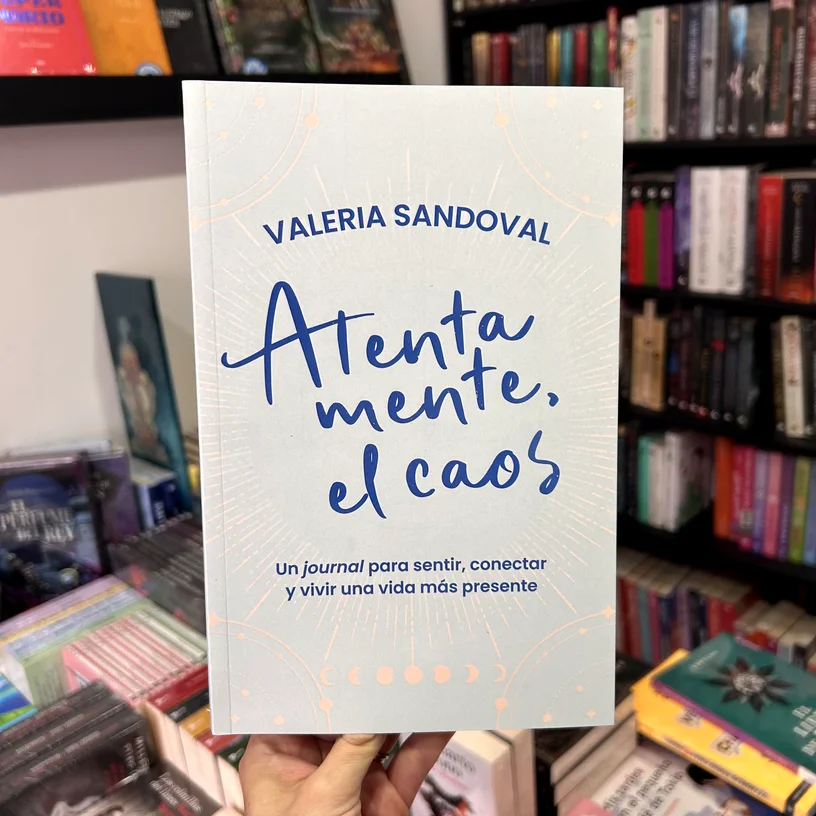 VALERIA SANDOVAL
Atenta
mente,
el caos
Un journal para sentir, conectar
y vivir una vida más presente